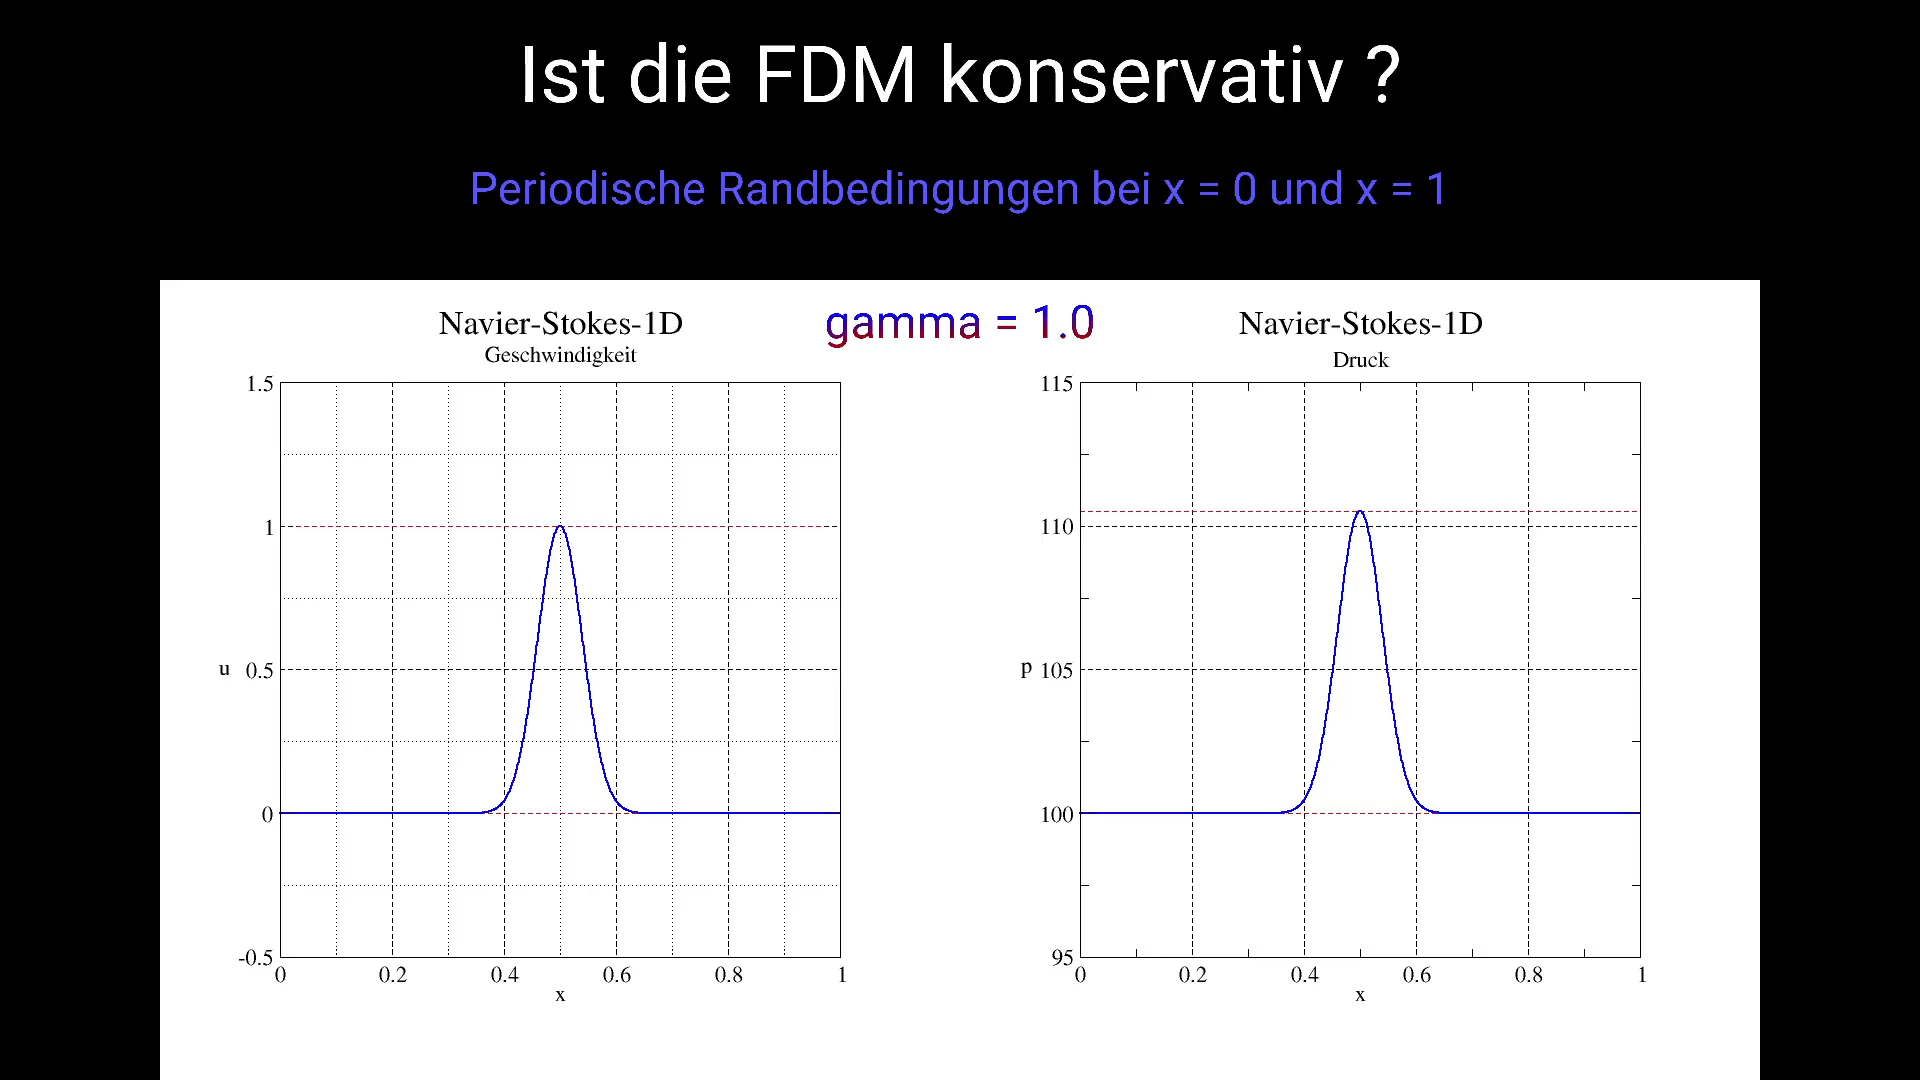 Ist die FDM konservativ ?
Periodische Randbedingungen bei x = 0 und x = 1
gamma = 1.0
Navier-Stokes-1D
Geschwindigkeit
1.5
1
u 0.5
0
-0.5
0 0.2 0.4 0.6 0.8 1
x
Navier-Stokes-1D
Druck
115
110
p 105
100
95
0 0.2 0.4 0.6 0.8 1
x